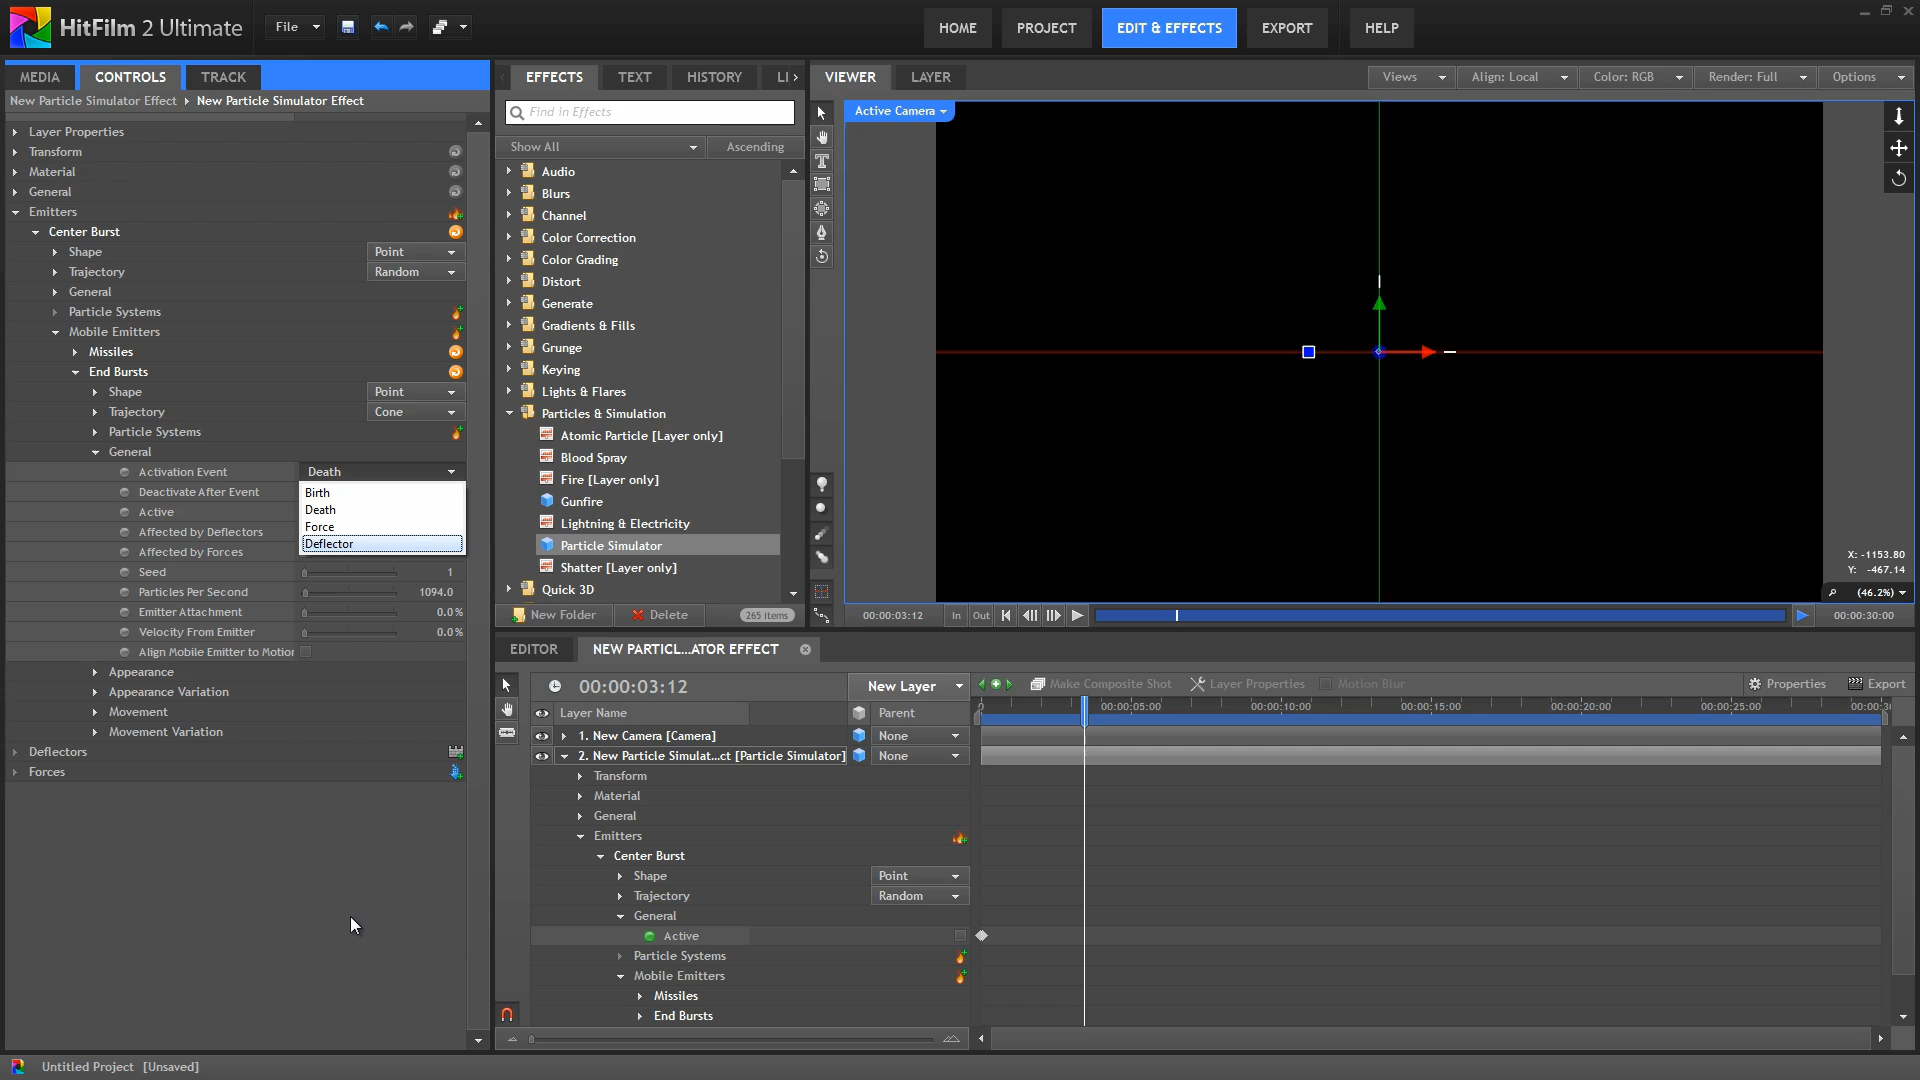 HitFilm 2 Ultimate
File
HOME
PROJECT
EDIT & EFFECTS
EXPORT
HELP
MEDIA
CONTROLS
TRACK
New Particle Simulator Effect
New Particle Simulator Effect
Layer Properties
Transform
Material
General
Emitters
Center Burst
Shape
Point
Trajectory
Random
General
Particle Systems
Mobile Emitters
Missiles
End Bursts
Shape
Point
Trajectory
Cone
Particle Systems
General
Activation Event
Death
Deactivate After Event
Active
Affected by Deflectors
Affected by Forces
Birth
Death
Force
Deflector
Seed
1
Particles Per Second
1094.0
Emitter Attachment
0.0%
Velocity From Emitter
0.0%
Align Mobile Emitter to Motion
Appearance
Appearance Variation
Movement
Movement Variation
Deflectors
Forces
EFFECTS
TEXT
HISTORY
LI
Find in Effects
Show All
Ascending
Audio
Blurs
Channel
Color Correction
Color Grading
Distort
Generate
Gradients & Fills
Grunge
Keying
Lights & Flares
Particles & Simulation
Atomic Particle [Layer only]
Blood Spray
Fire [Layer only]
Gunfire
Lightning & Electricity
Particle Simulator
Shatter [Layer only]
Quick 3D
New Folder
Delete
265 items
VIEWER
LAYER
Views
Align: Local
Color: RGB
Render: Full
Options
Active Camera
X: -1153.80
Y: -467.14
(46.2%)
00:00:03:12
In
Out
00:00:30:00
EDITOR
NEW PARTICL...ATOR EFFECT
00:00:03:12
New Layer
Make Composite Shot
Layer Properties
Motion Blur
Properties
Export
Layer Name
Parent
0
00:00:05:00
00:00:10:00
00:00:15:00
00:00:20:00
00:00:25:00
00:00:30
1. New Camera [Camera]
None
2. New Particle Simulat...ct [Particle Simulator]
None
Transform
Material
General
Emitters
Center Burst
Shape
Point
Trajectory
Random
General
Active
Particle Systems
Mobile Emitters
Missiles
End Bursts
Untitled Project [Unsaved]